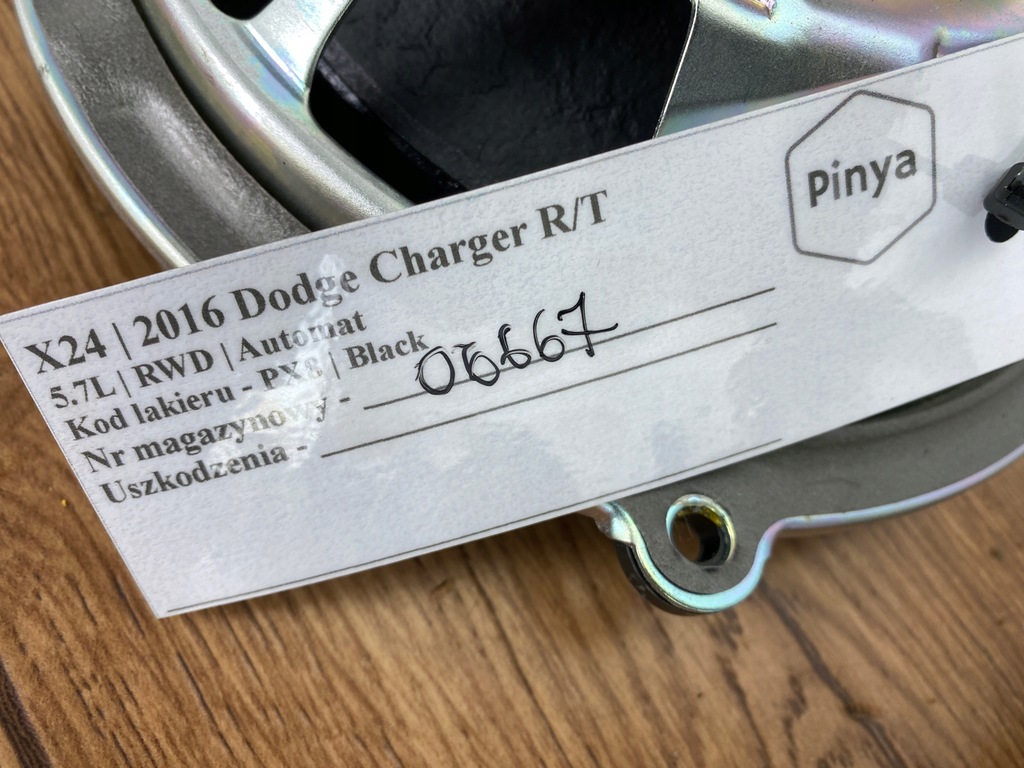 X24 | 2016 Dodge Charger R/T
5.7L | RWD | Automat
Kod lakieru - PX8 | Black
Nr magazynowy - 06667
Uszkodzenia -
pinya